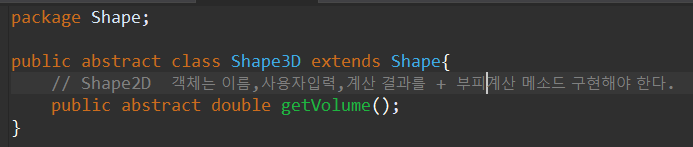 package Shape;
public abstract class Shape3D extends Shape{
// Shape2D 객체는 이름,사용자입력,계산 결과를 + 부피계산 메소드 구현해야 한다.
public abstract double getVolume();
}